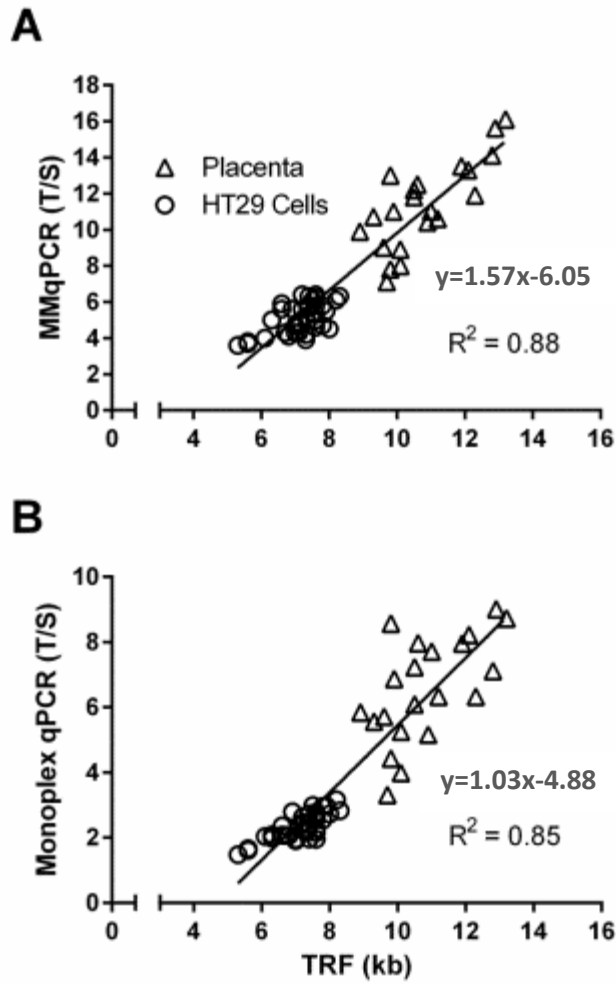 A
18
16
14
12
10
8
6
4
2
0
MMqPCR (T/S)
Placenta
HT29 Cells
y=1.57x-6.05
R² = 0.88
0 4 6 8 10 12 14 16
B
10
8
6
4
2
0
Monoplex qPCR (T/S)
y=1.03x-4.88
R² = 0.85
0 4 6 8 10 12 14 16
TRF (kb)